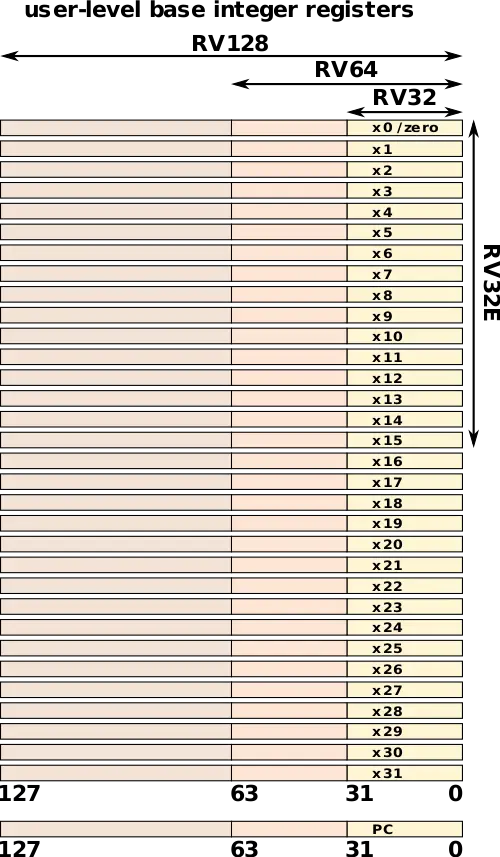 user-level base integer registers
RV128
RV64
RV32
x0/zero
x1
x2
x3
x4
x5
x6
x7
x8
x9
x10
x11
x12
x13
x14
x15
x16
x17
x18
x19
x20
x21
x22
x23
x24
x25
x26
x27
x28
x29
x30
x31
RV32E
127 63 31 0
PC
127 63 31 0